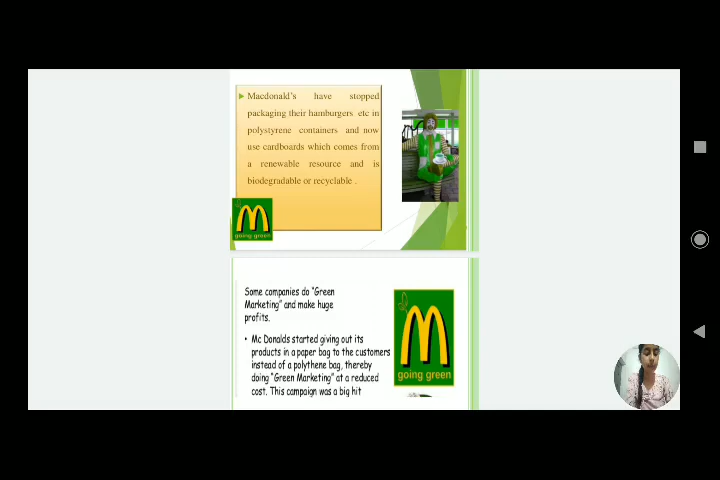 Macdonald's have stopped
packaging their hamburgers etc in
polystyrene containers and now
use cardboards which comes from
a renewable resource and is
biodegradable or recyclable .
going green
Some companies do "Green
Marketing" and make huge
profits.
• Mc Donalds started giving out its
products in a paper bag to the customers
instead of a polythene bag, thereby
doing "Green Marketing" at a reduced
cost. This campaign was a big hit
going green